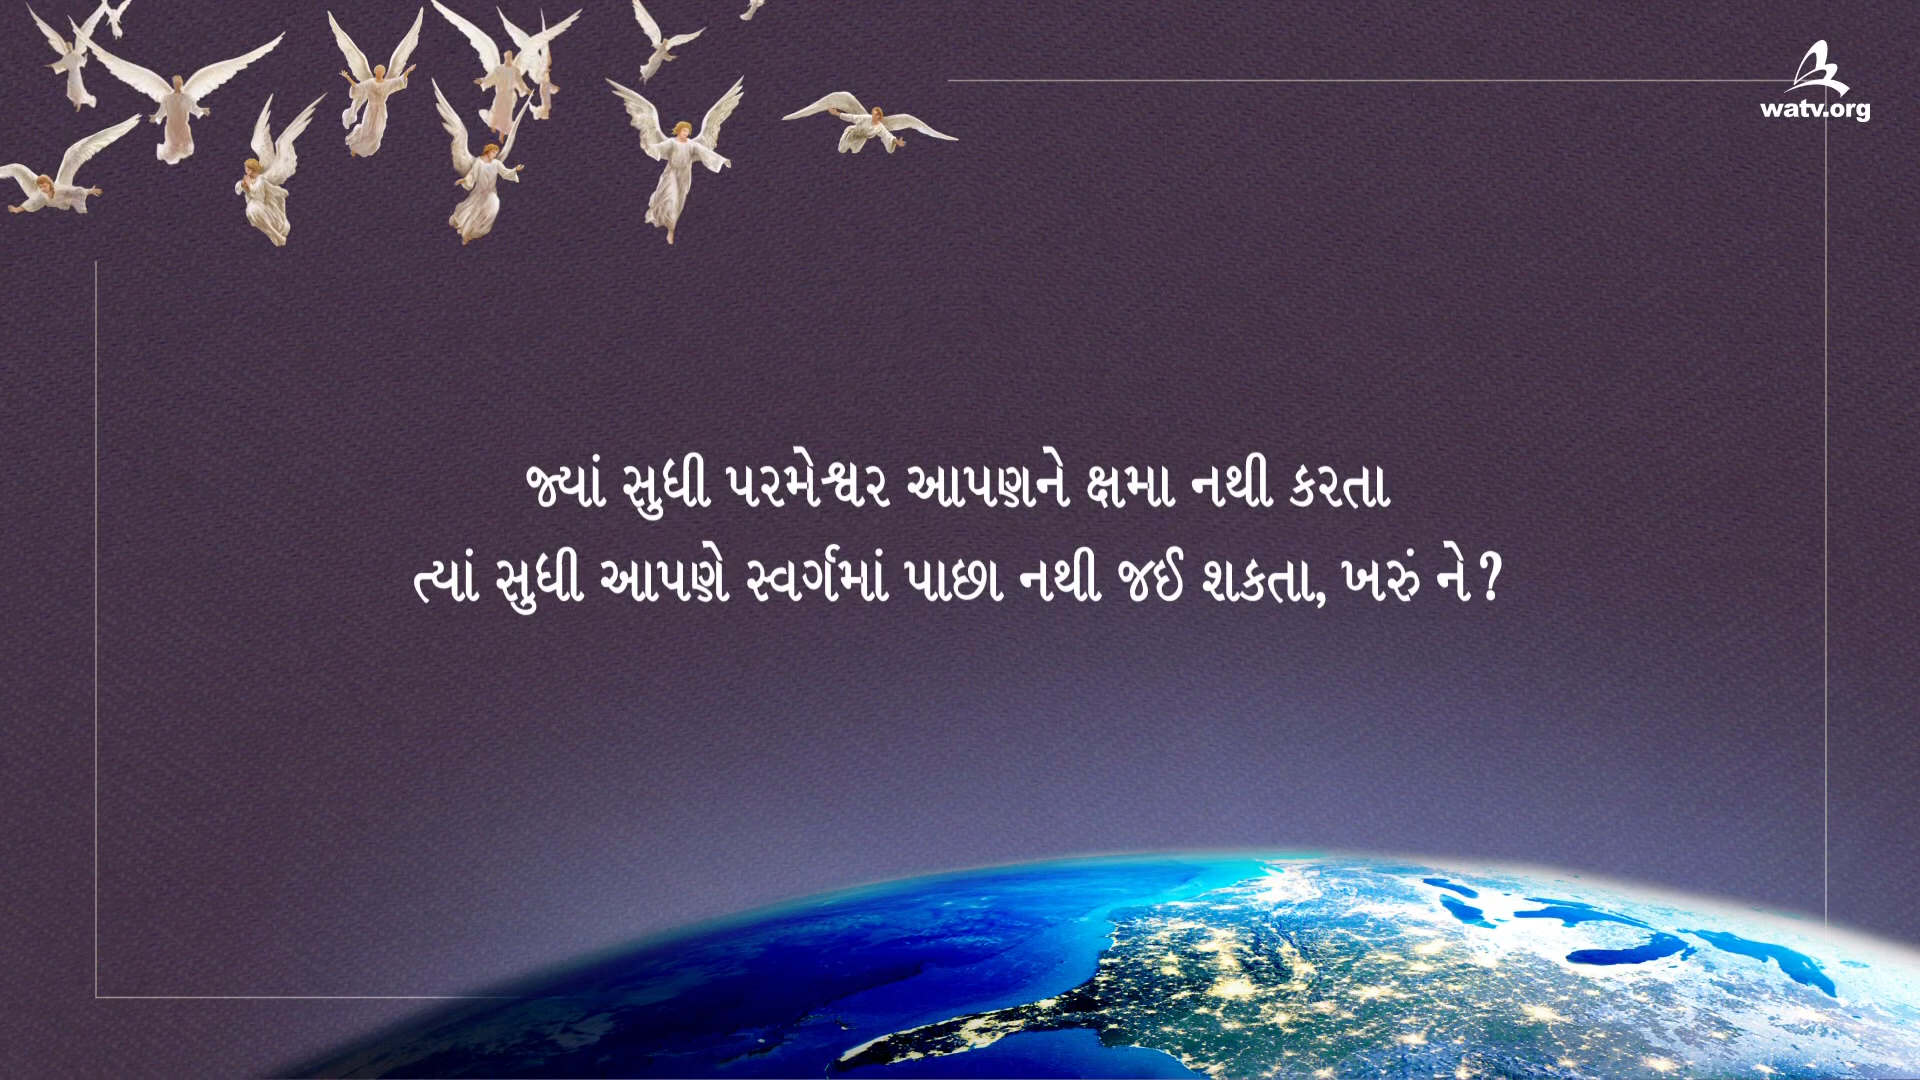 watv.org
જ્યાં સુધી પરમેશ્વર આપણને ક્ષમા નથી કરતા
ત્યાં સુધી આપણે સ્વર્ગમાં પાછા નથી જઈ શકતા, ખરું ને?